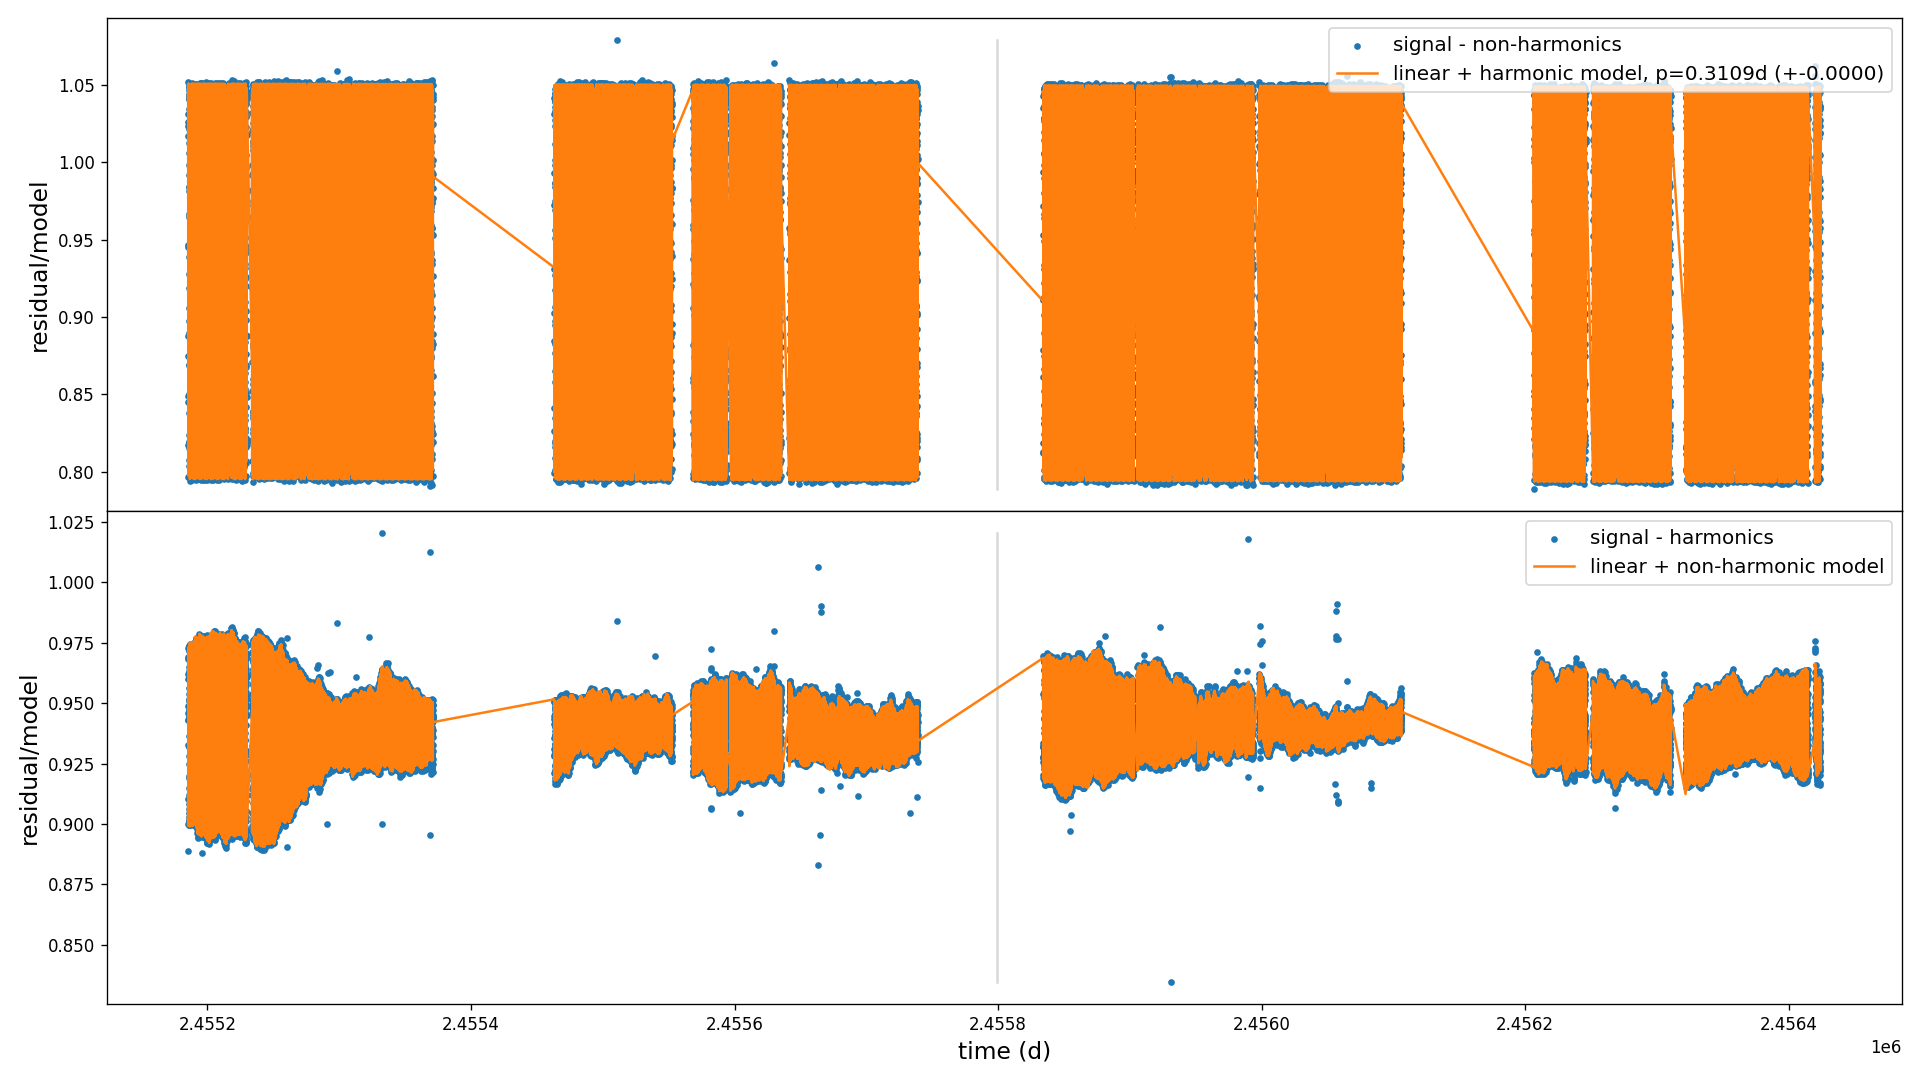 signal - non-harmonics
linear + harmonic model, p=0.3109d (+-0.0000)
1.05
1.00
0.95
0.90
0.85
0.80
residual/model
signal - harmonics
linear + non-harmonic model
1.025
1.000
0.975
0.950
0.925
0.900
0.875
0.850
residual/model
2.4552 2.4554 2.4556 2.4558 2.4560 2.4562 2.4564
1e6
time (d)